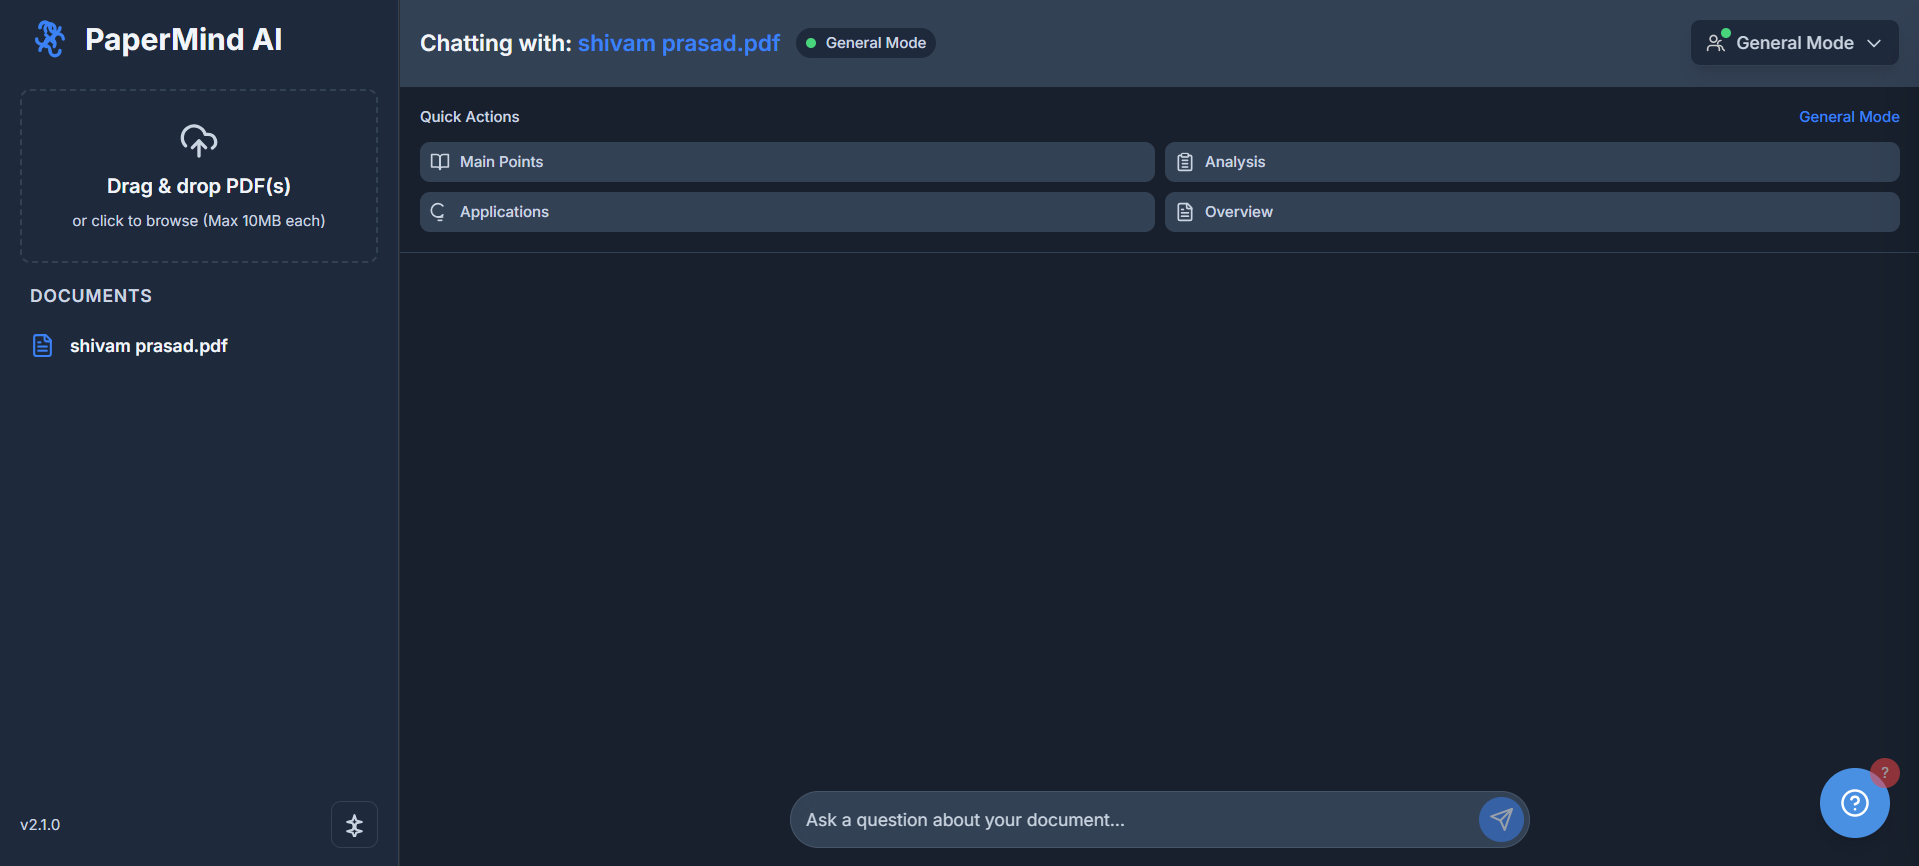 PaperMind AI
Drag & drop PDF(s)
or click to browse (Max 10MB each)
DOCUMENTS
shivam prasad.pdf
v2.1.0
Chatting with: shivam prasad.pdf
General Mode
General Mode
Quick Actions
General Mode
Main Points
Analysis
Applications
Overview
Ask a question about your document...
?
?